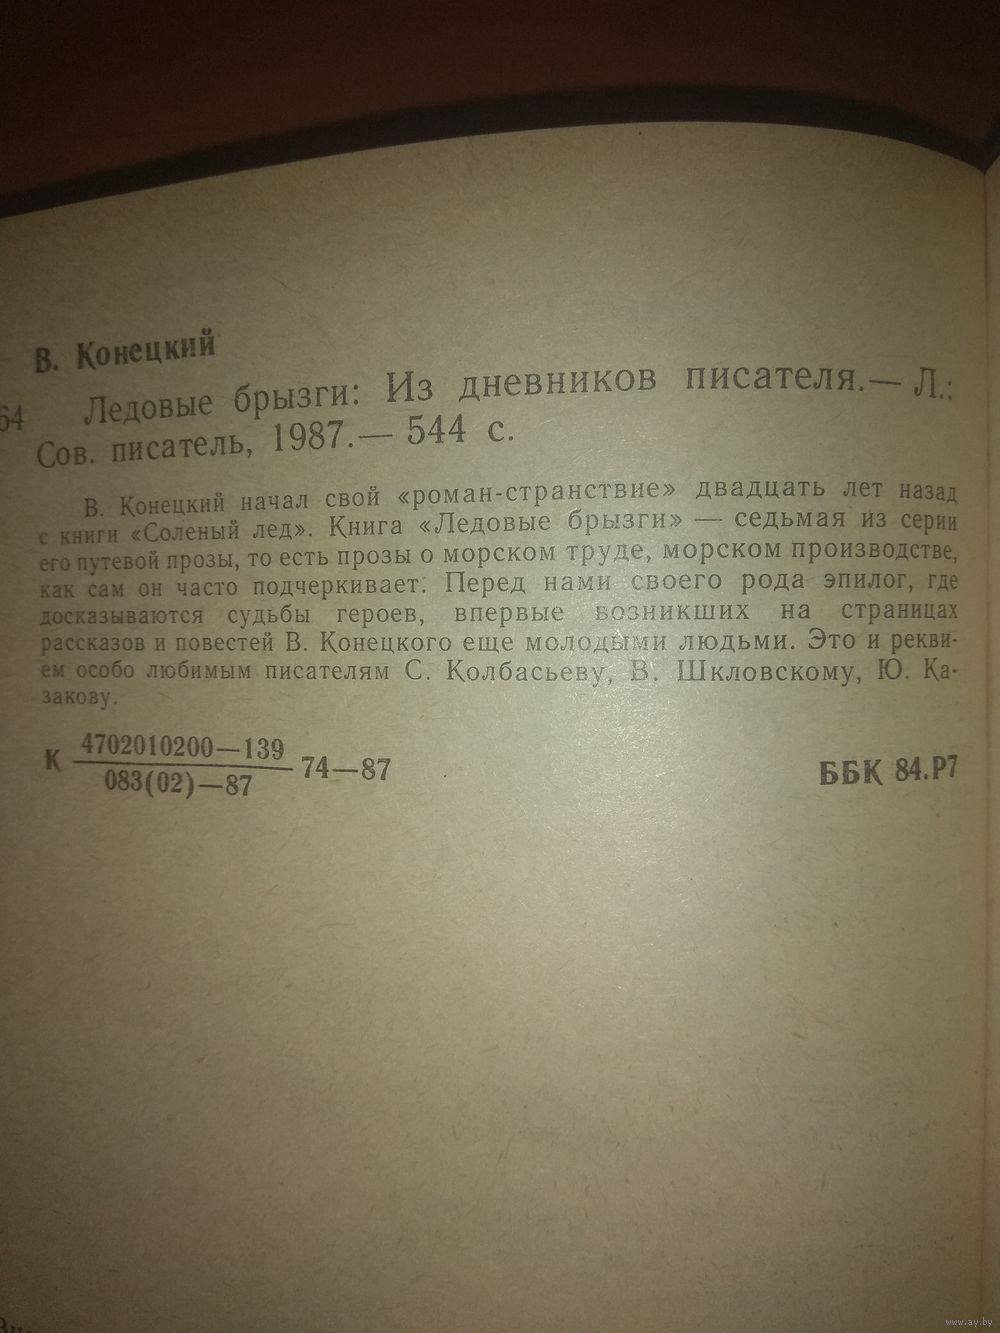 В. Конецкий
64 Ледовые брызги: Из дневников писателя.— Л.:
Сов. писатель, 1987.— 544 с.
В. Конецкий начал свой «роман-странствие» двадцать лет назад
с книги «Соленый лед». Книга «Ледовые брызги» — седьмая из серии
его путевой прозы, то есть прозы о морском труде, морском производстве,
как сам он часто подчеркивает. Перед нами своего рода эпилог, где
досказываются судьбы героев, впервые возникших на страницах
рассказов и повестей В. Конецкого еще молодыми людьми. Это и рекви-
ем особо любимым писателям С. Колбасьеву, В. Шкловскому, Ю. Ка-
закову.
К 4702010200—139
083(02)—87 74—87
ББК 84.Р7
www.ay.by